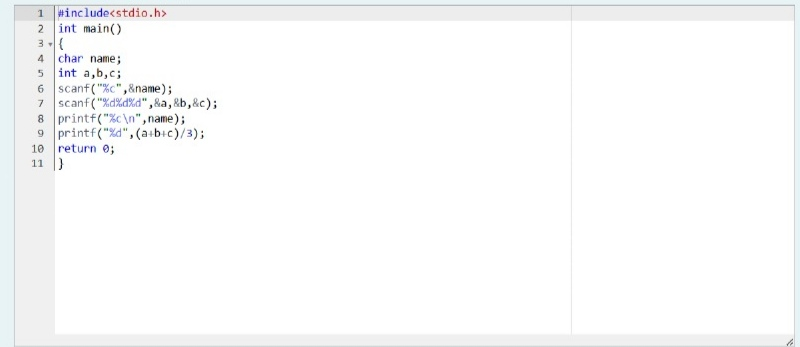 1 #include<stdio.h>
2 int main()
3 {
4 char name;
5 int a,b,c;
6 scanf("%c",&name);
7 scanf("%d%d%d",&a,&b,&c);
8 printf("%c\n",name);
9 printf("%d",(a+b+c)/3);
10 return 0;
11 }